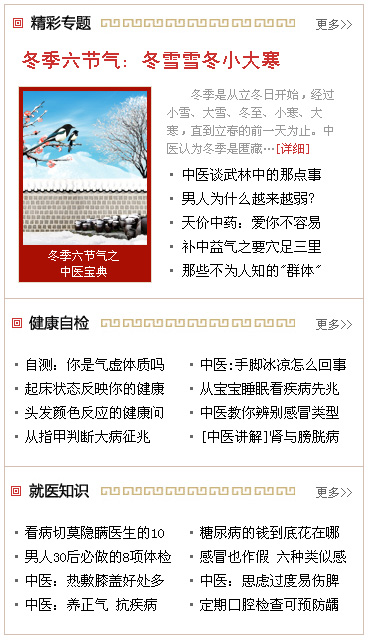 精彩专题
更多>>
冬季六节气：冬雪雪冬小大寒
冬季是从立冬日开始，经过
小雪、大雪、冬至、小寒、大
寒，直到立春的前一天为止。中
医认为冬季是匿藏…[详细]
冬季六节气之
中医宝典
中医谈武林中的那点事
男人为什么越来越弱?
天价中药：爱你不容易
补中益气之要穴足三里
那些不为人知的"群体"
健康自检
更多>>
自测：你是气虚体质吗
中医:手脚冰凉怎么回事
起床状态反映你的健康
从宝宝睡眠看疾病先兆
头发颜色反应的健康问
中医教你辨别感冒类型
从指甲判断大病征兆
[中医讲解]肾与膀胱病
就医知识
更多>>
看病切莫隐瞒医生的10
糖尿病的钱到底花在哪
男人30后必做的8项体检
感冒也作假 六种类似感
中医：热敷膝盖好处多
中医：思虑过度易伤脾
中医：养正气 抗疾病
定期口腔检查可预防龋